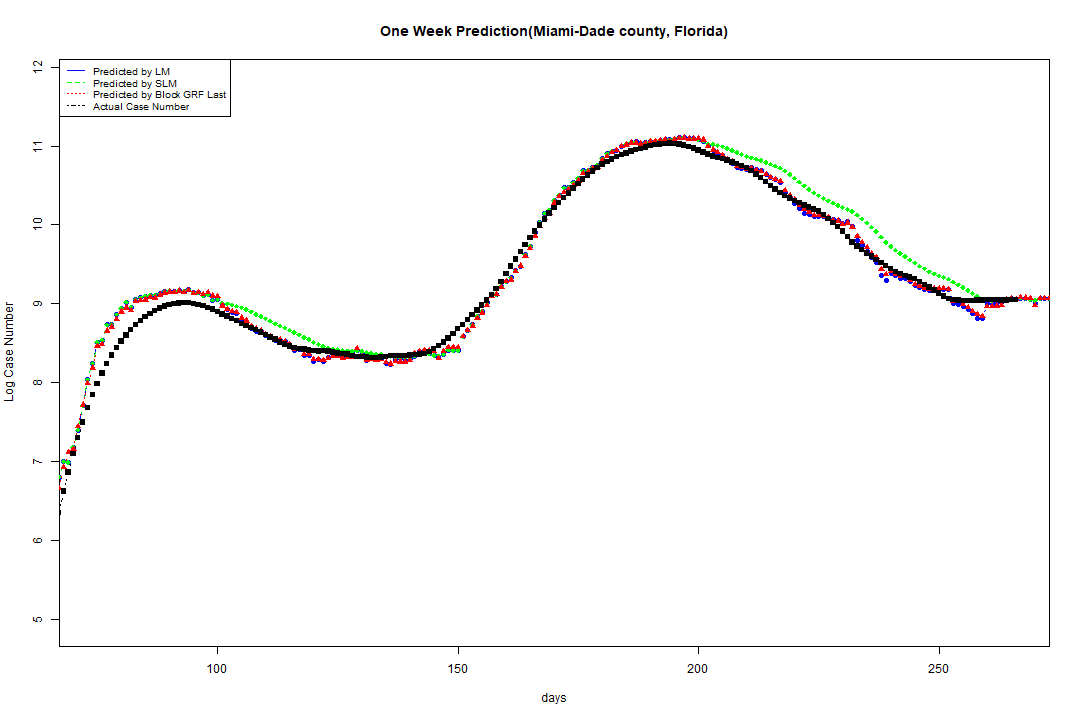 One Week Prediction(Miami-Dade county, Florida)
Predicted by LM
Predicted by SLM
Predicted by Block GRF Last
Actual Case Number
12
11
10
9
8
7
6
5
Log Case Number
100 150 200 250
days